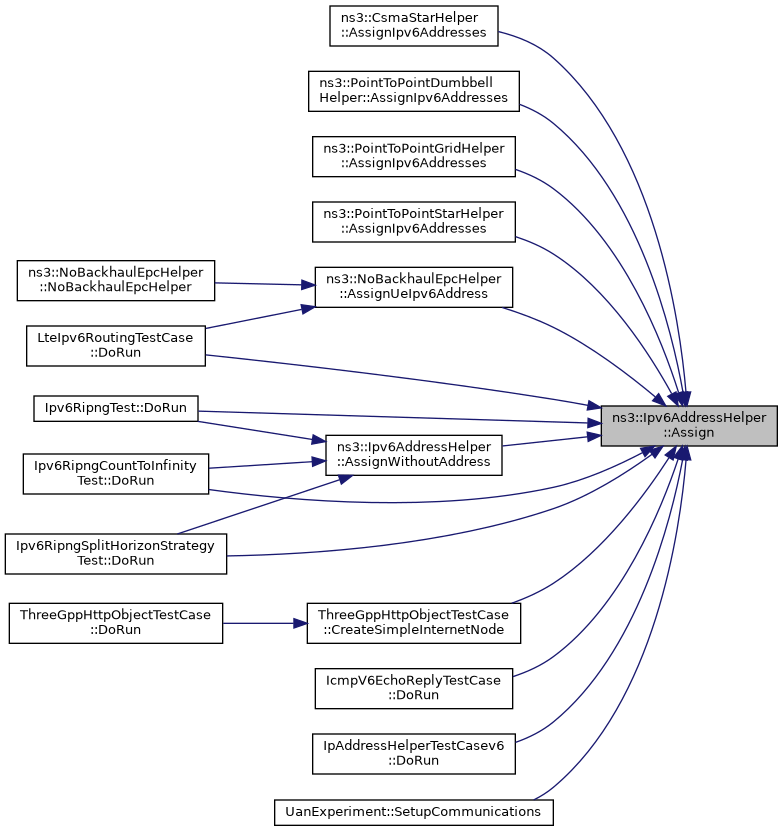 ns3::CsmaStarHelper
::AssignIpv6Addresses
ns3::PointToPointDumbbell
Helper::AssignIpv6Addresses
ns3::PointToPointGridHelper
::AssignIpv6Addresses
ns3::PointToPointStarHelper
::AssignIpv6Addresses
ns3::NoBackhaulEpcHelper
::NoBackhaulEpcHelper
ns3::NoBackhaulEpcHelper
::AssignUeIpv6Address
LteIpv6RoutingTestCase
::DoRun
Ipv6RipngTest::DoRun
ns3::Ipv6AddressHelper
::Assign
ns3::Ipv6AddressHelper
::AssignWithoutAddress
Ipv6RipngCountToInfinity
Test::DoRun
Ipv6RipngSplitHorizonStrategy
Test::DoRun
ThreeGppHttpObjectTestCase
::DoRun
ThreeGppHttpObjectTestCase
::CreateSimpleInternetNode
IcmpV6EchoReplyTestCase
::DoRun
IpAddressHelperTestCasev6
::DoRun
UanExperiment::SetupCommunications